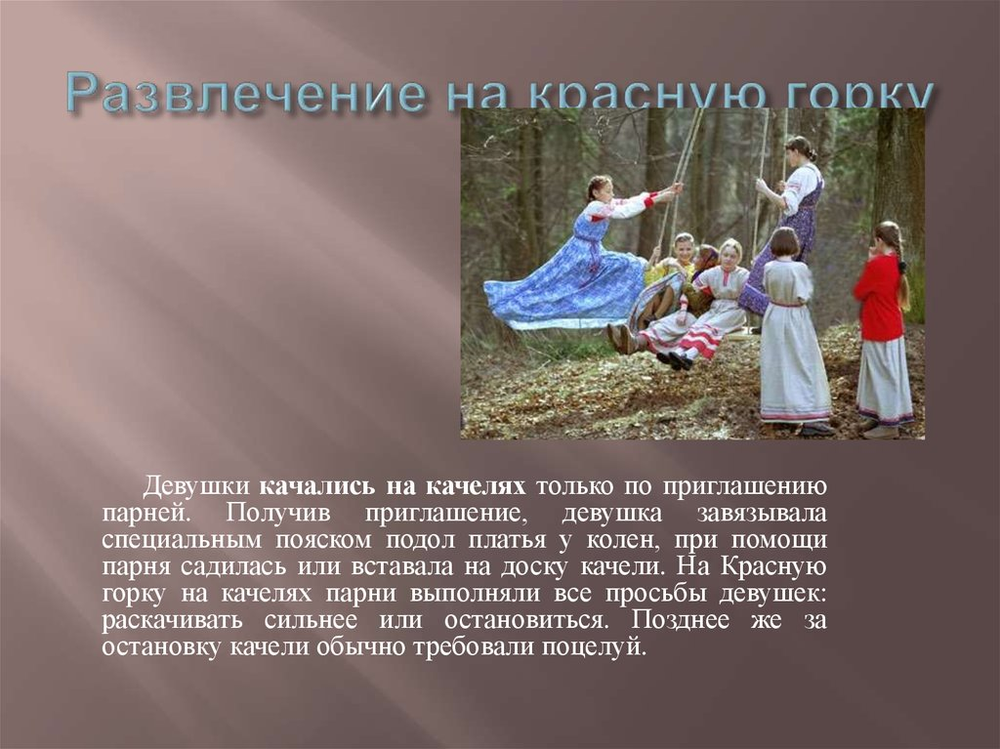 Развлечение на красную горку
Девушки качались на качелях только по приглашению
парней. Получив приглашение, девушка завязывала
специальным пояском подол платья у колен, при помощи
парня садилась или вставала на доску качели. На Красную
горку на качелях парни выполняли все просьбы девушек:
раскачивать сильнее или остановиться. Позднее же за
остановку качели обычно требовали поцелуй.